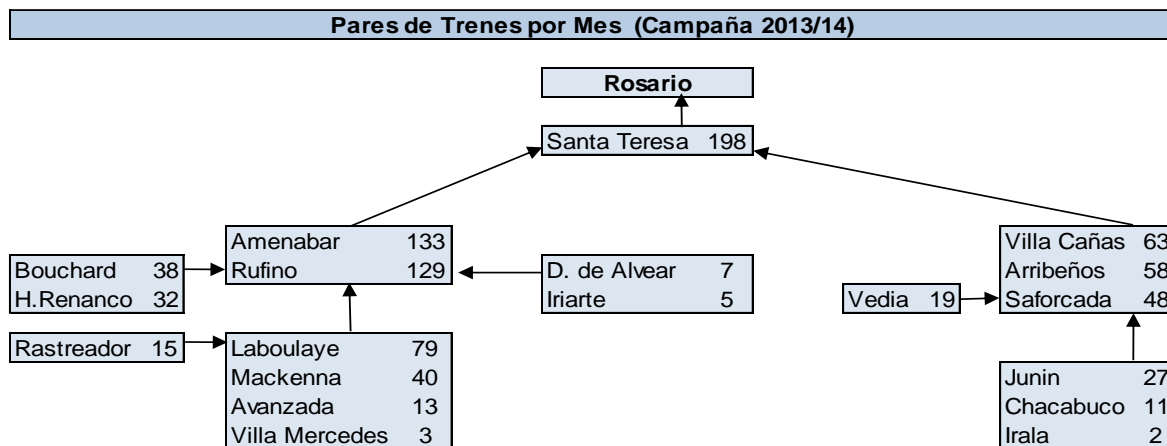 Pares de Trenes por Mes (Campaña 2013/14)
Rosario
Santa Teresa 198
Amenabar 133
Rufino 129
Bouchard 38
H.Renanco 32
D. de Alvear 7
Iriarte 5
Villa Cañas 63
Arribeños 58
Saforcada 48
Vedia 19
Rastreador 15
Laboulaye 79
Mackenna 40
Avanzada 13
Villa Mercedes 3
Junin 27
Chacabuco 11
Irala 2